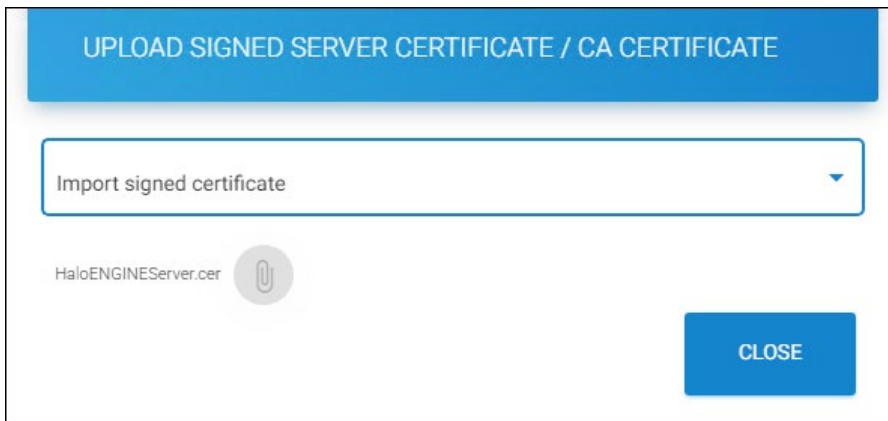 UPLOAD SIGNED SERVER CERTIFICATE / CA CERTIFICATE
Import signed certificate
HaloENGINEServer.cer
CLOSE